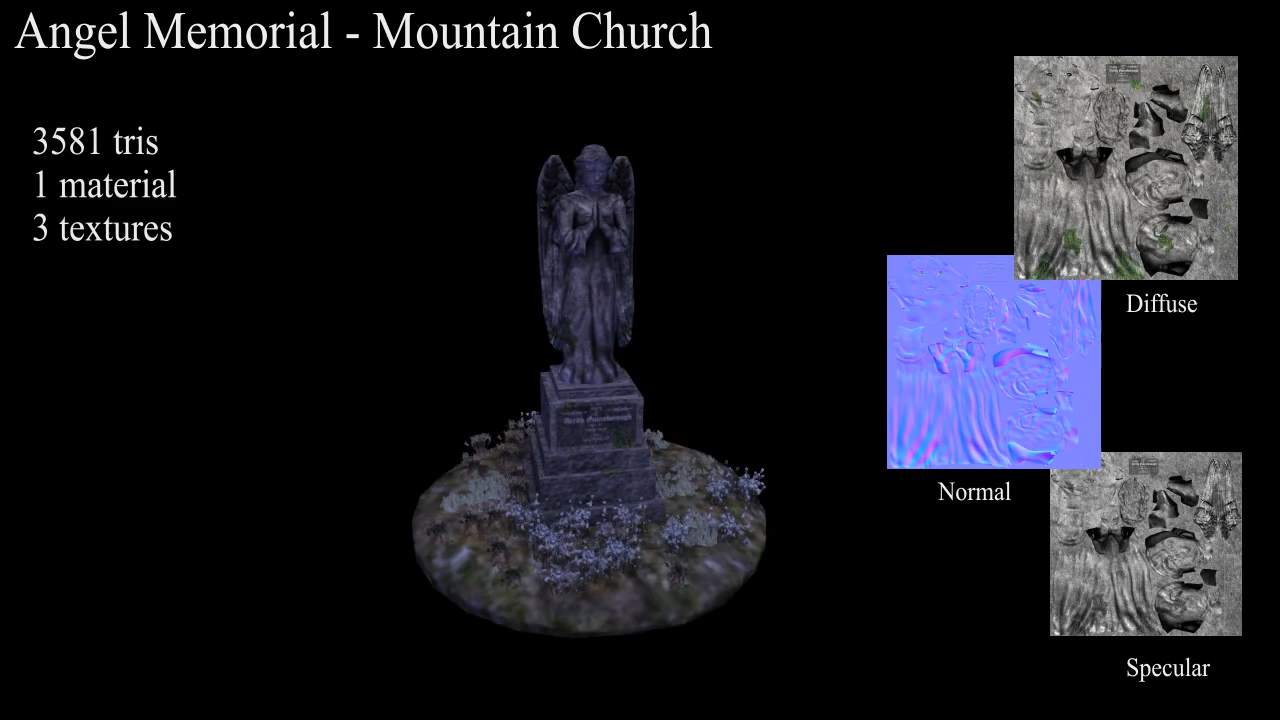 Angel Memorial - Mountain Church
3581 tris
1 material
3 textures
Diffuse
Normal
Specular